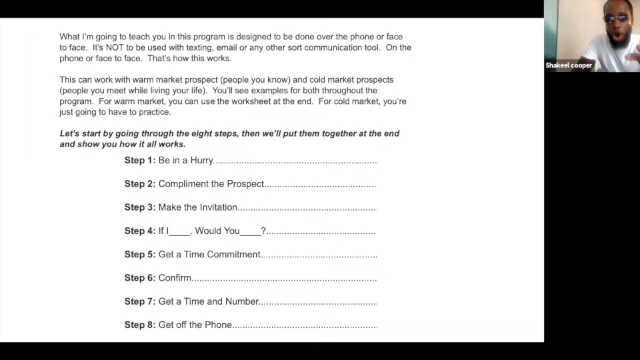 What I'm going to teach you in this program is designed to be done over the phone or face
to face. It's NOT to be used with texting, email or any other sort communication tool. On the
phone or face to face. That's how this works.
This can work with warm market prospect (people you know) and cold market prospects
(people you meet while living your life). You'll see examples for both throughout the
program. For warm market, you can use the worksheet at the end. For cold market, you're
just going to have to practice.
Let's start by going through the eight steps, then we'll put them together at the end
and show you how it all works.
Step 1: Be in a Hurry......................................................
Step 2: Compliment the Prospect.....................................
Step 3: Make the Invitation..............................................
Step 4: If I____, Would You____?....................................
Step 5: Get a Time Commitment.......................................
Step 6: Confirm..............................................................
Step 7: Get a Time and Number.......................................
Step 8: Get off the Phone................................................
Shakeel cooper